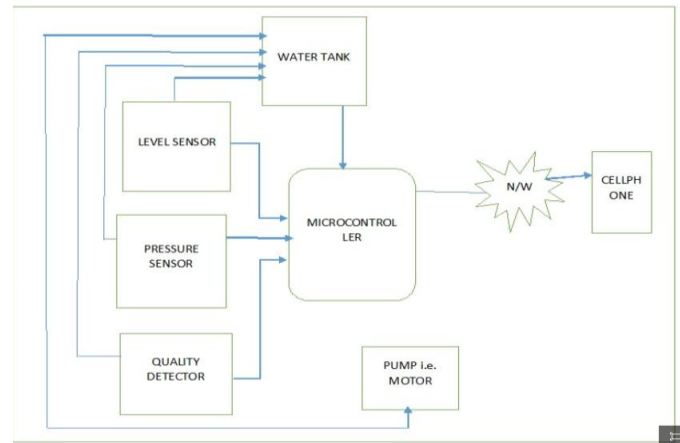 WATER TANK
LEVEL SENSOR
N/W
CELLPH
ONE
MICROCONTROL
LER
PRESSURE
SENSOR
QUALITY
DETECTOR
PUMP i.e.
MOTOR